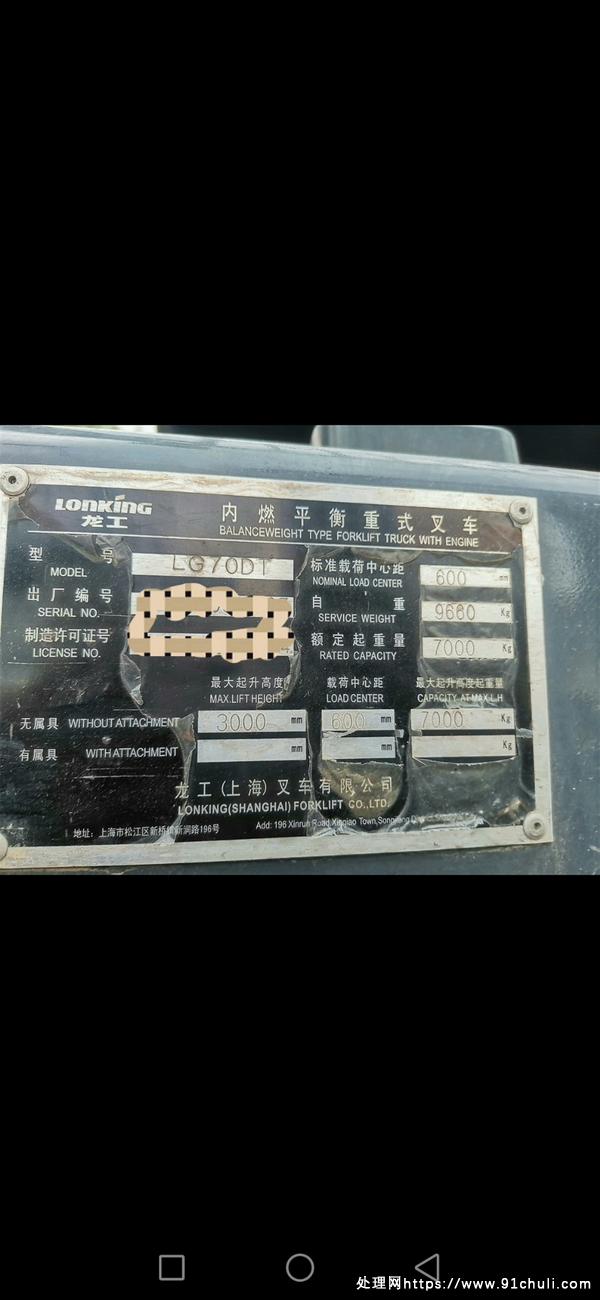 LONKING
龙工
内燃平衡重式叉车
BALANCEWEIGHT TYPE FORKLIFT TRUCK WITH ENGINE
型号 LG70DT 标准载荷中心距 600 mm
MODEL NOMINAL LOAD CENTER
出厂编号 自重 9660 Kg
SERIAL NO. SERVICE WEIGHT
制造许可证号 额定起重量 7000 Kg
LICENSE NO. RATED CAPACITY
最大起升高度 载荷中心距 最大起升高度起重量
MAX.LIFT HEIGHT LOAD CENTER CAPACITY AT MAX.L.H
无属具 WITHOUT ATTACHMENT 3000 mm 600 mm 7000 Kg
有属具 WITH ATTACHMENT mm mm Kg
龙工(上海)叉车有限公司
LONKING(SHANGHAI)FORKLIFT CO.,LTD.
地址:上海市松江区新桥镇新润路196号 Add: 196 Xinrun Road,Xinqiao Town,Songjiang
处理网https://www.91chuli.com